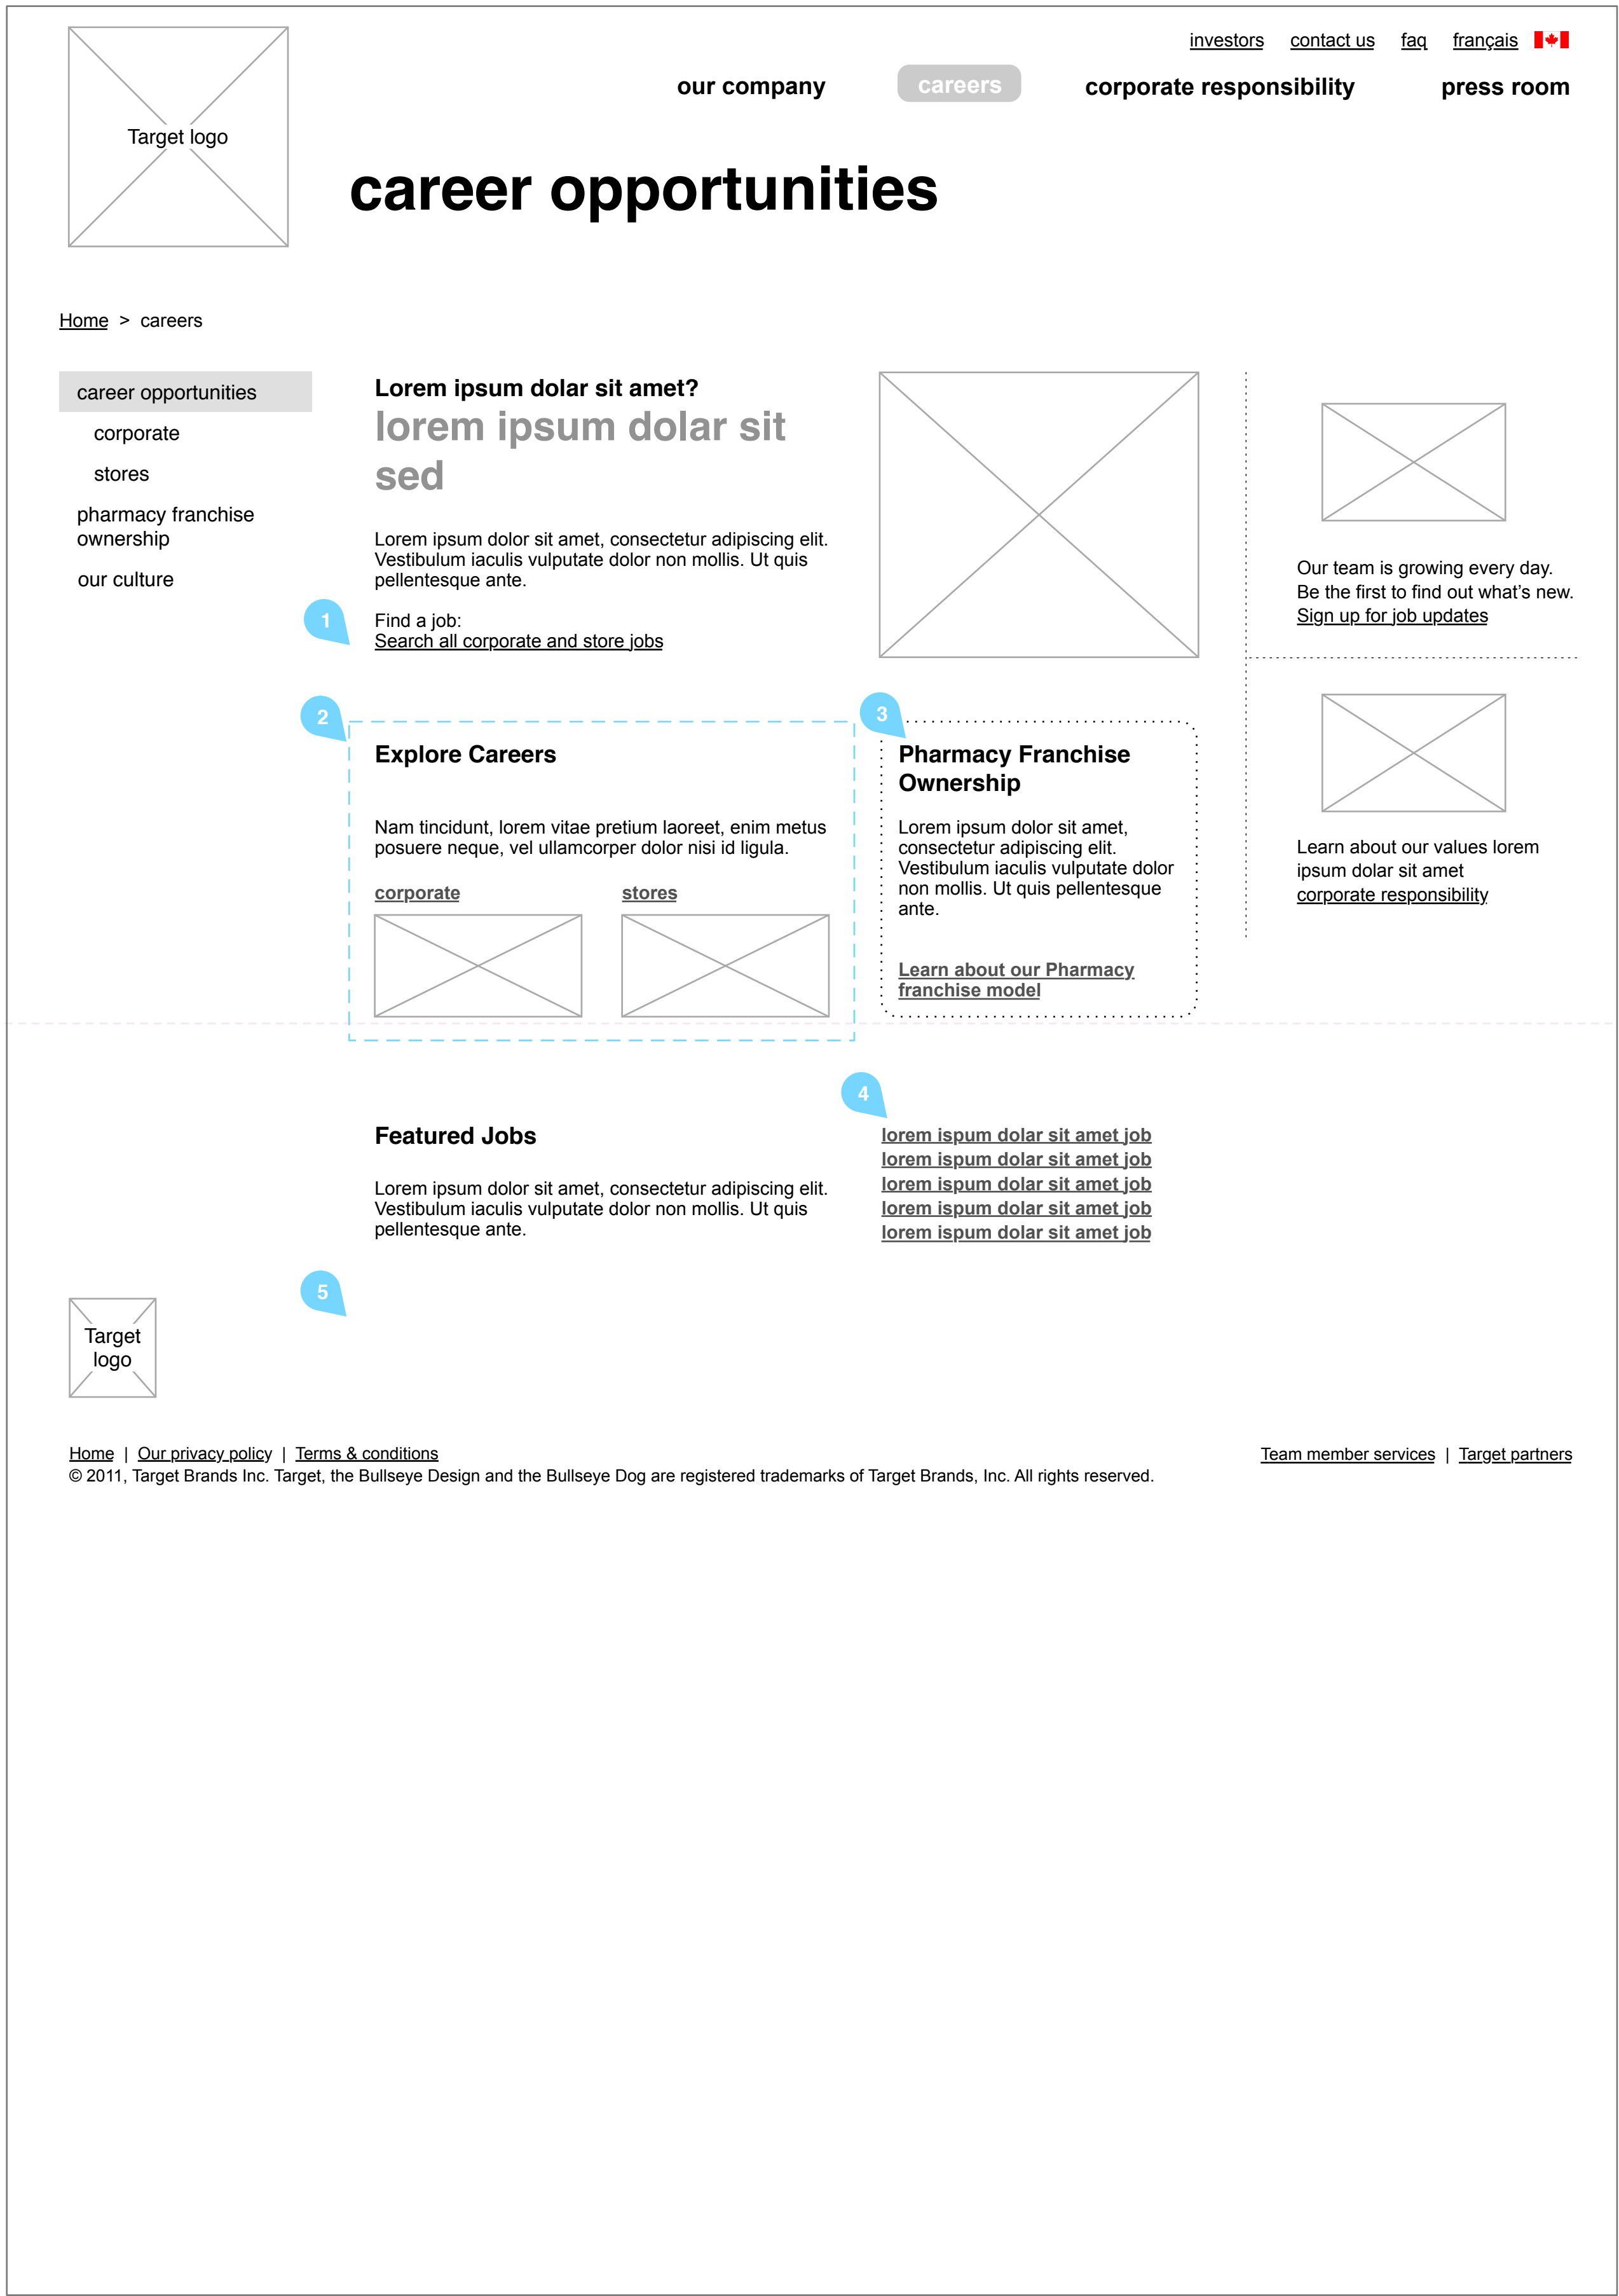 investors contact us faq français
our company careers corporate responsibility press room
Target logo
career opportunities
Home > careers
career opportunities
corporate
stores
pharmacy franchise
ownership
our culture
Lorem ipsum dolar sit amet?
lorem ipsum dolar sit
sed
Lorem ipsum dolor sit amet, consectetur adipiscing elit.
Vestibulum iaculis vulputate dolor non mollis. Ut quis
pellentesque ante.
1
Find a job:
Search all corporate and store jobs
Our team is growing every day.
Be the first to find out what’s new.
Sign up for job updates
2
Explore Careers
Nam tincidunt, lorem vitae pretium laoreet, enim metus
posuere neque, vel ullamcorper dolor nisi id ligula.
corporate stores
3
Pharmacy Franchise
Ownership
Lorem ipsum dolor sit amet,
consectetur adipiscing elit.
Vestibulum iaculis vulputate dolor
non mollis. Ut quis pellentesque
ante.
Learn about our Pharmacy
franchise model
Learn about our values lorem
ipsum dolar sit amet
corporate responsibility
Featured Jobs
Lorem ipsum dolor sit amet, consectetur adipiscing elit.
Vestibulum iaculis vulputate dolor non mollis. Ut quis
pellentesque ante.
4
lorem ispum dolar sit amet job
lorem ispum dolar sit amet job
lorem ispum dolar sit amet job
lorem ispum dolar sit amet job
lorem ispum dolar sit amet job
5
Target
logo
Home | Our privacy policy | Terms & conditions
Team member services | Target partners
© 2011, Target Brands Inc. Target, the Bullseye Design and the Bullseye Dog are registered trademarks of Target Brands, Inc. All rights reserved.